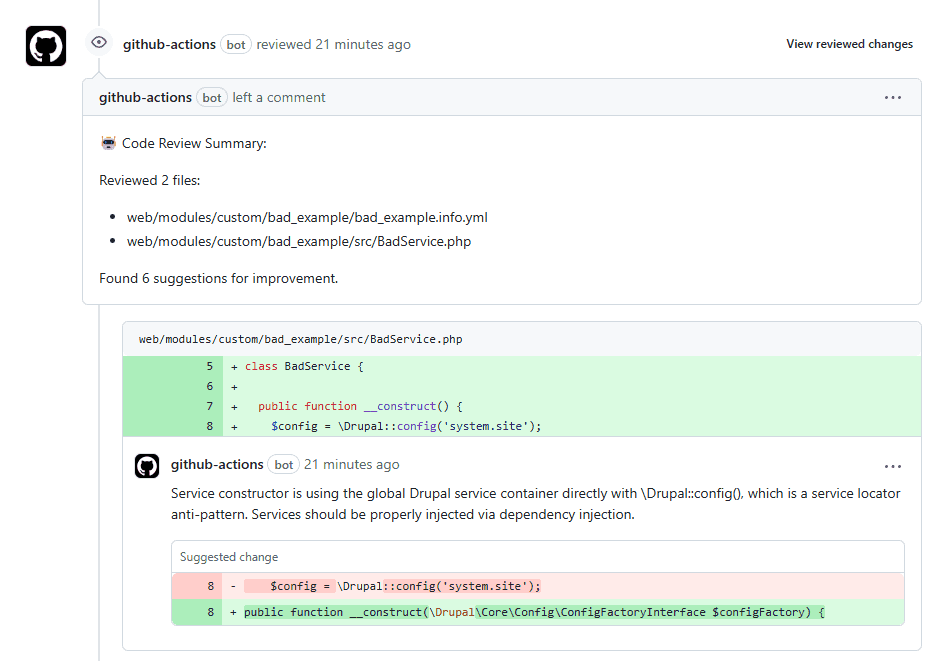 github-actions bot reviewed 21 minutes ago View reviewed changes
github-actions bot left a comment ...
Code Review Summary:
Reviewed 2 files:
• web/modules/custom/bad_example/bad_example.info.yml
• web/modules/custom/bad_example/src/BadService.php
Found 6 suggestions for improvement.
web/modules/custom/bad_example/src/BadService.php
5 + class BadService {
6 +
7 + public function __construct() {
8 + $config = \Drupal::config('system.site');
github-actions bot 21 minutes ago ...
Service constructor is using the global Drupal service container directly with \Drupal::config(), which is a service locator
anti-pattern. Services should be properly injected via dependency injection.
Suggested change
8 - $config = \Drupal::config('system.site');
8 + public function __construct(\Drupal\Core\Config\ConfigFactoryInterface $configFactory) {